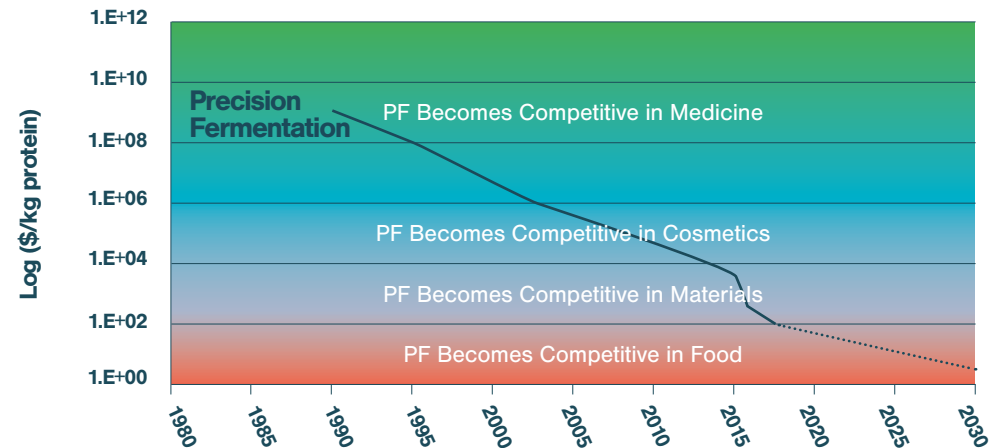 1.E+12
1.E+10
1.E+08
1.E+06
1.E+04
1.E+02
1.E+00
Log ($/kg protein)
Precision
Fermentation
PF Becomes Competitive in Medicine
PF Becomes Competitive in Cosmetics
PF Becomes Competitive in Materials
PF Becomes Competitive in Food
1980
1985
1990
1995
2000
2005
2010
2015
2020
2025
2030